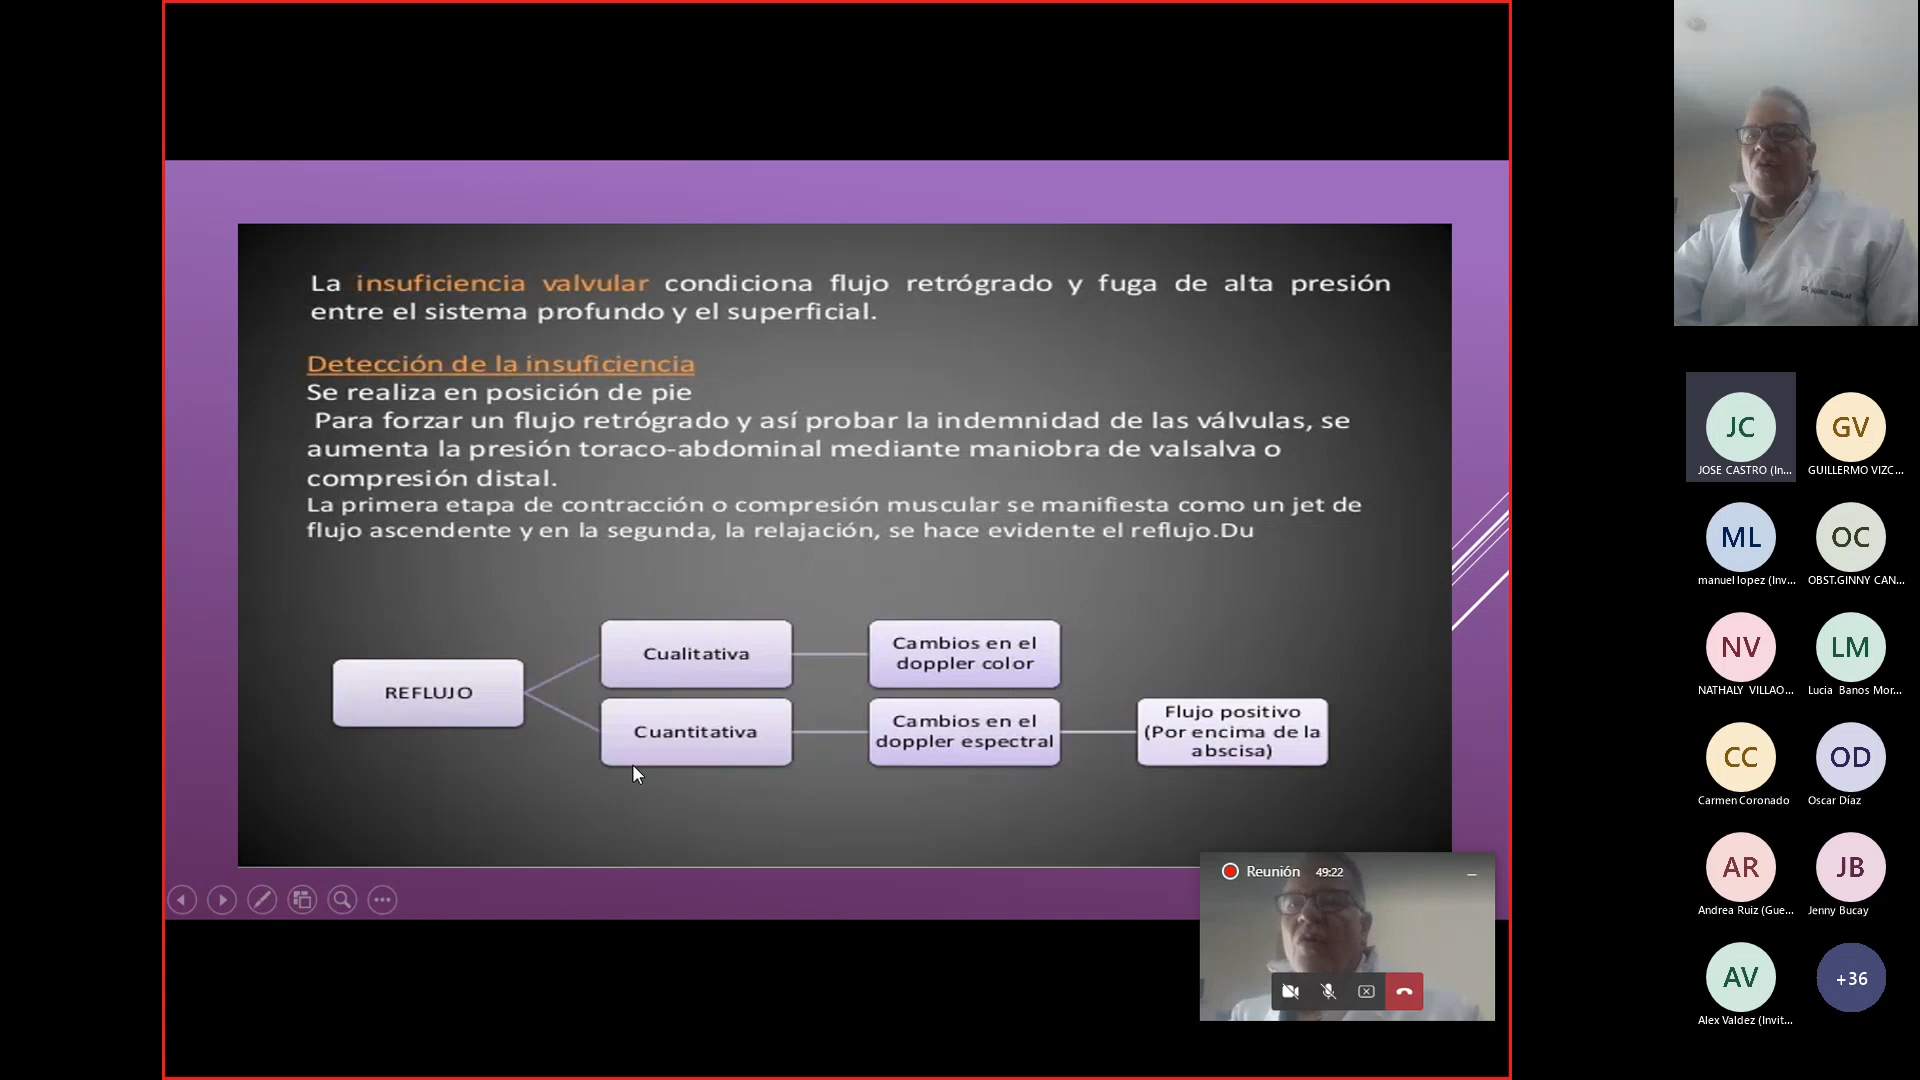 La insuficiencia valvular condiciona flujo retrógrado y fuga de alta presión
entre el sistema profundo y el superficial.
Detección de la insuficiencia
Se realiza en posición de pie
Para forzar un flujo retrógrado y así probar la indemnidad de las válvulas, se
aumenta la presión toraco-abdominal mediante maniobra de valsalva o
compresión distal.
La primera etapa de contracción o compresión muscular se manifiesta como un jet de
flujo ascendente y en la segunda, la relajación, se hace evidente el reflujo.Du
REFLUJO
Cualitativa
Cambios en el
doppler color
Cuantitativa
Cambios en el
doppler espectral
Flujo positivo
(Por encima de la
abscisa)
Reunión 49:22
JC
JOSE CASTRO (In...
GV
GUILLERMO VIZC...
ML
manuel lopez (Inv...
OC
OBST.GINNY CAN...
NV
NATHALY VILLAO...
LM
Lucia Banos Mor...
CC
Carmen Coronado
OD
Oscar Díaz
AR
Andrea Ruiz (Gue...
JB
Jenny Bucay
AV
Alex Valdez (Invit...
+36